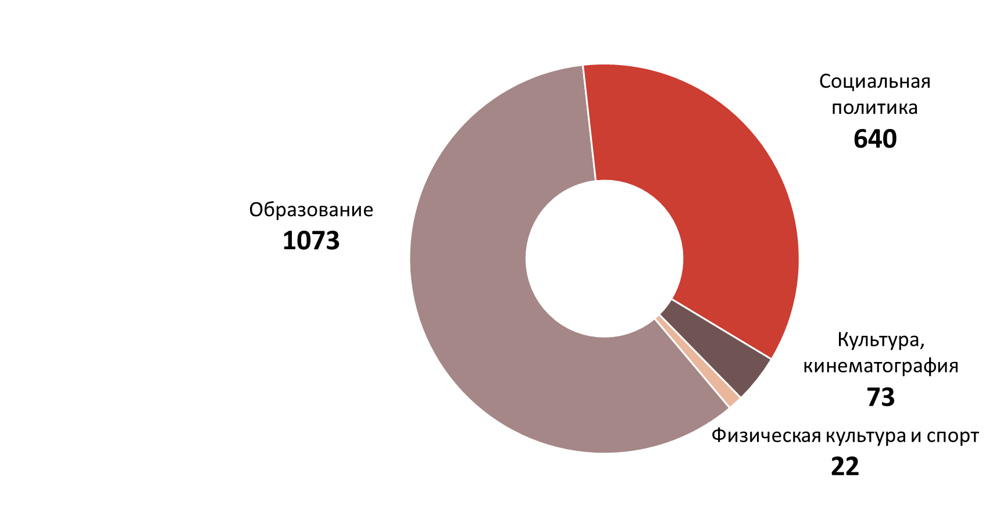 Социальная
политика
640
Образование
1073
Культура,
кинематография
73
Физическая культура и спорт
22